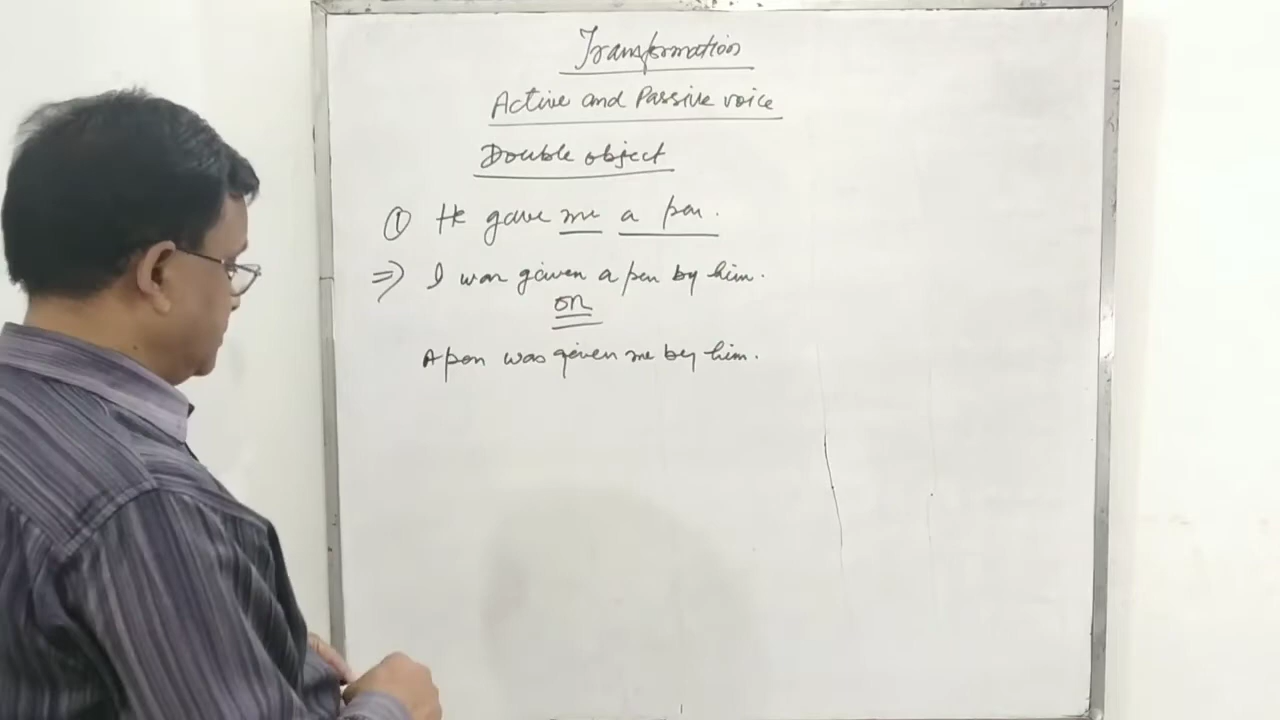 Transformation
Active and Passive voice
Double object
① He gave me a pen.
⇒ I was given a pen by him.
OR
A pen was given me by him.